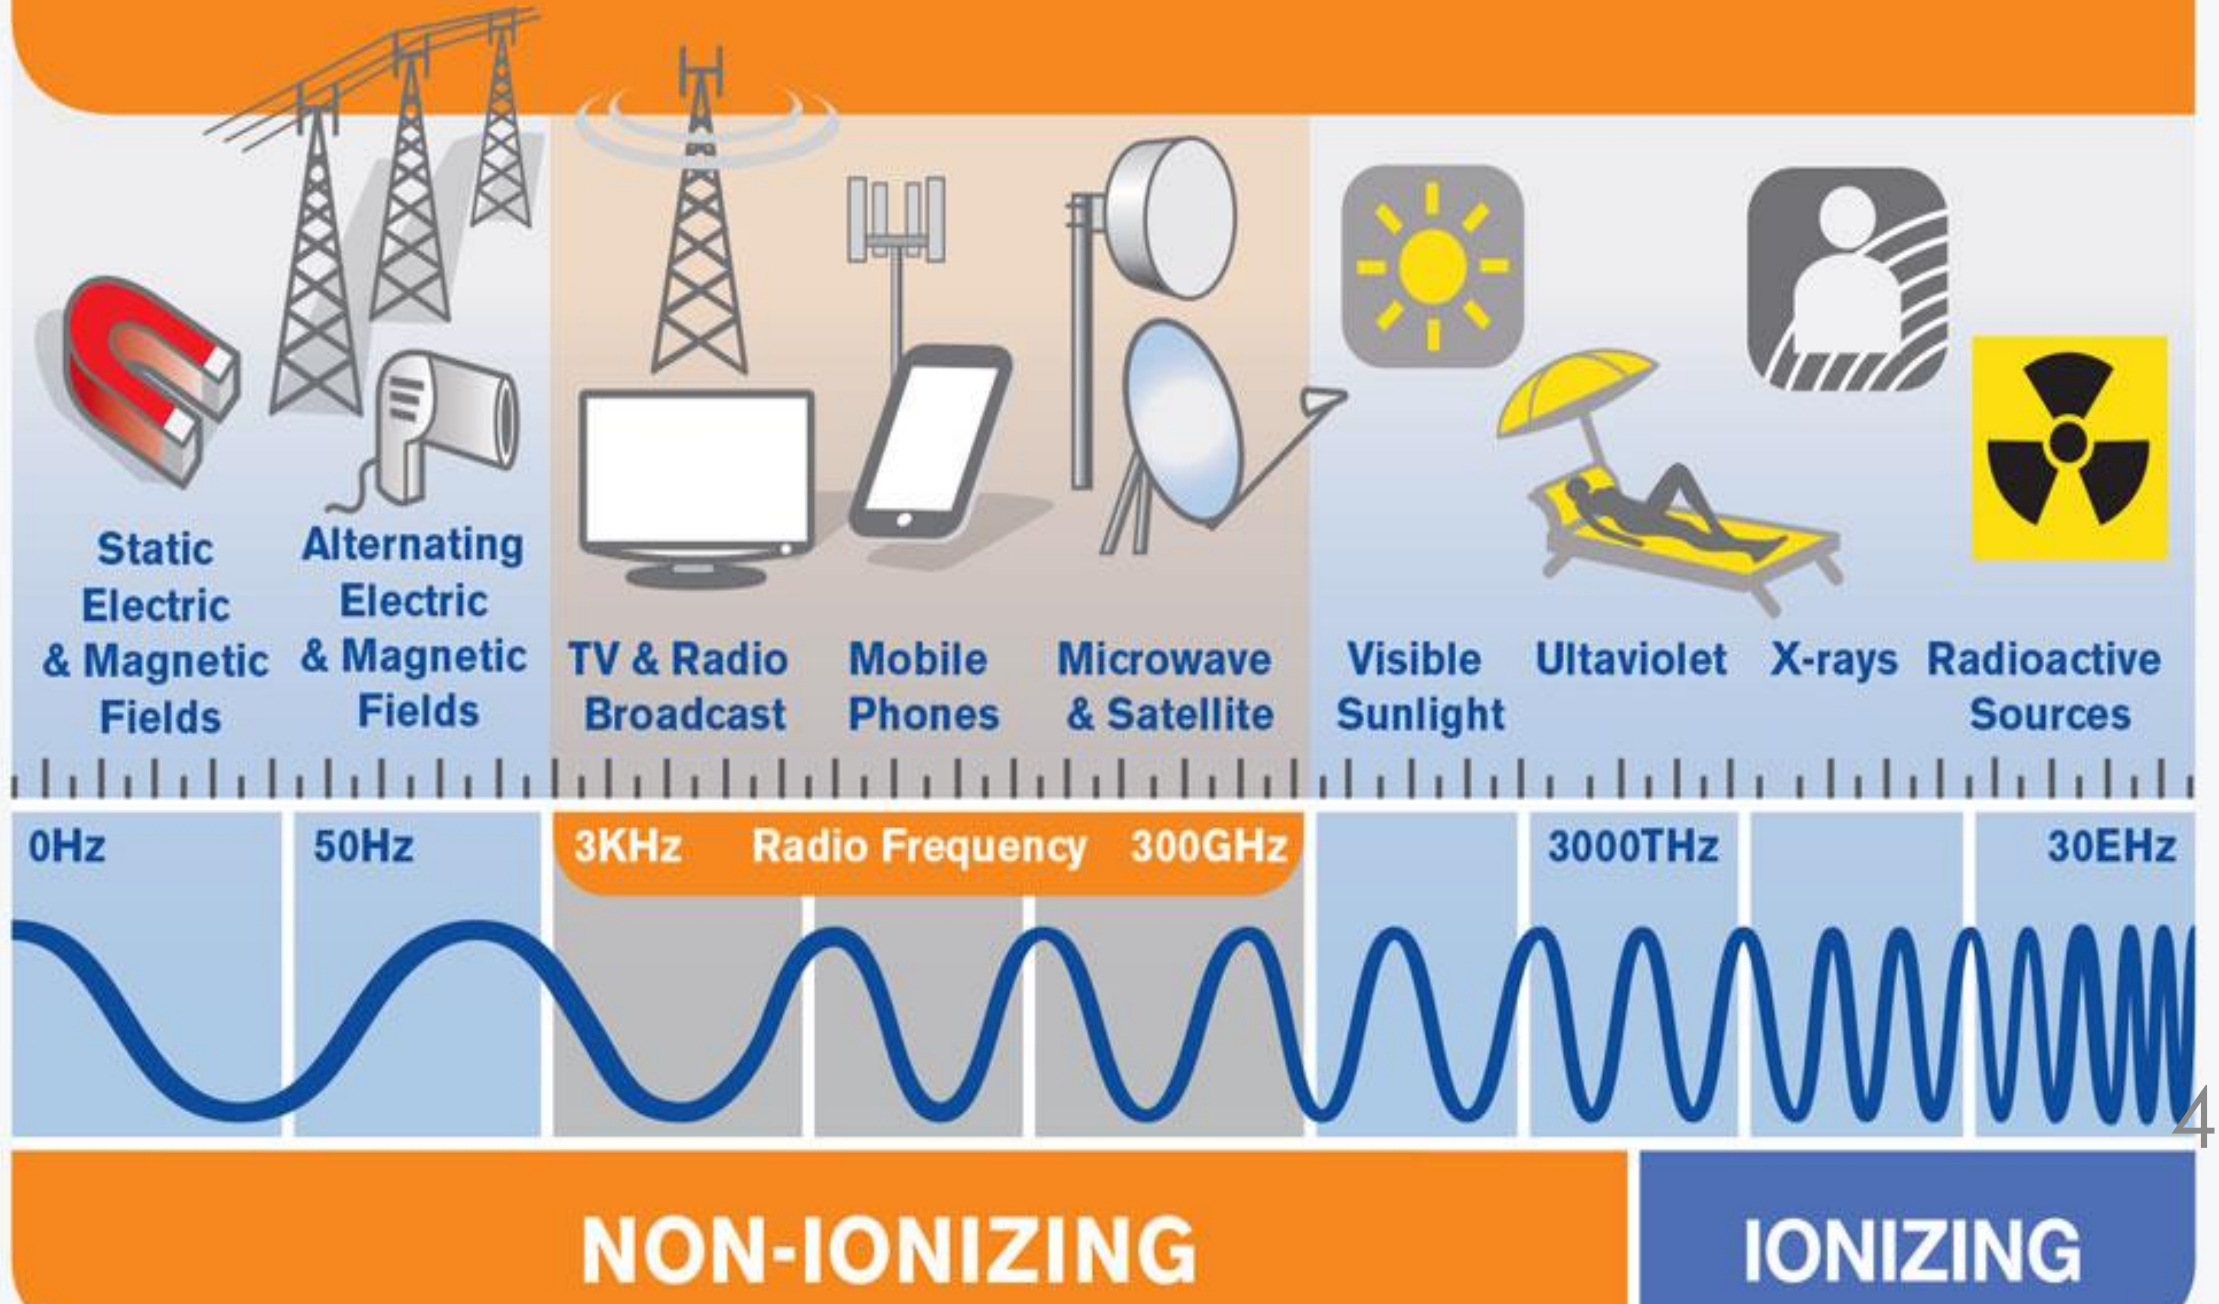 Static
Electric
& Magnetic
Fields
Alternating
Electric
& Magnetic
Fields
TV & Radio
Broadcast
Mobile
Phones
Microwave
& Satellite
Visible
Sunlight
Ultaviolet
X-rays
Radioactive
Sources
0Hz
50Hz
3KHz
Radio Frequency
300GHz
3000THz
30EHz
4
NON-IONIZING
IONIZING